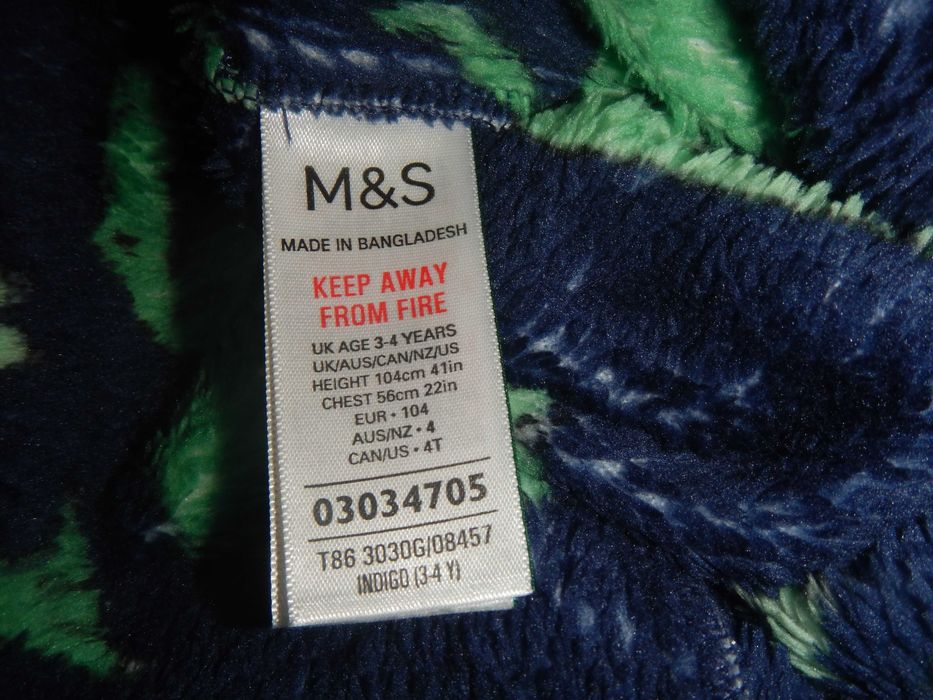 M&S
MADE IN BANGLADESH
KEEP AWAY
FROM FIRE
UK AGE 3-4 YEARS
UK/AUS/CAN/NZ/US
HEIGHT 104cm 41in
CHEST 56cm 22in
EUR • 104
AUS/NZ • 4
CAN/US • 4T
03034705
T86 3030G/08457
INDIGO (3-4 Y)